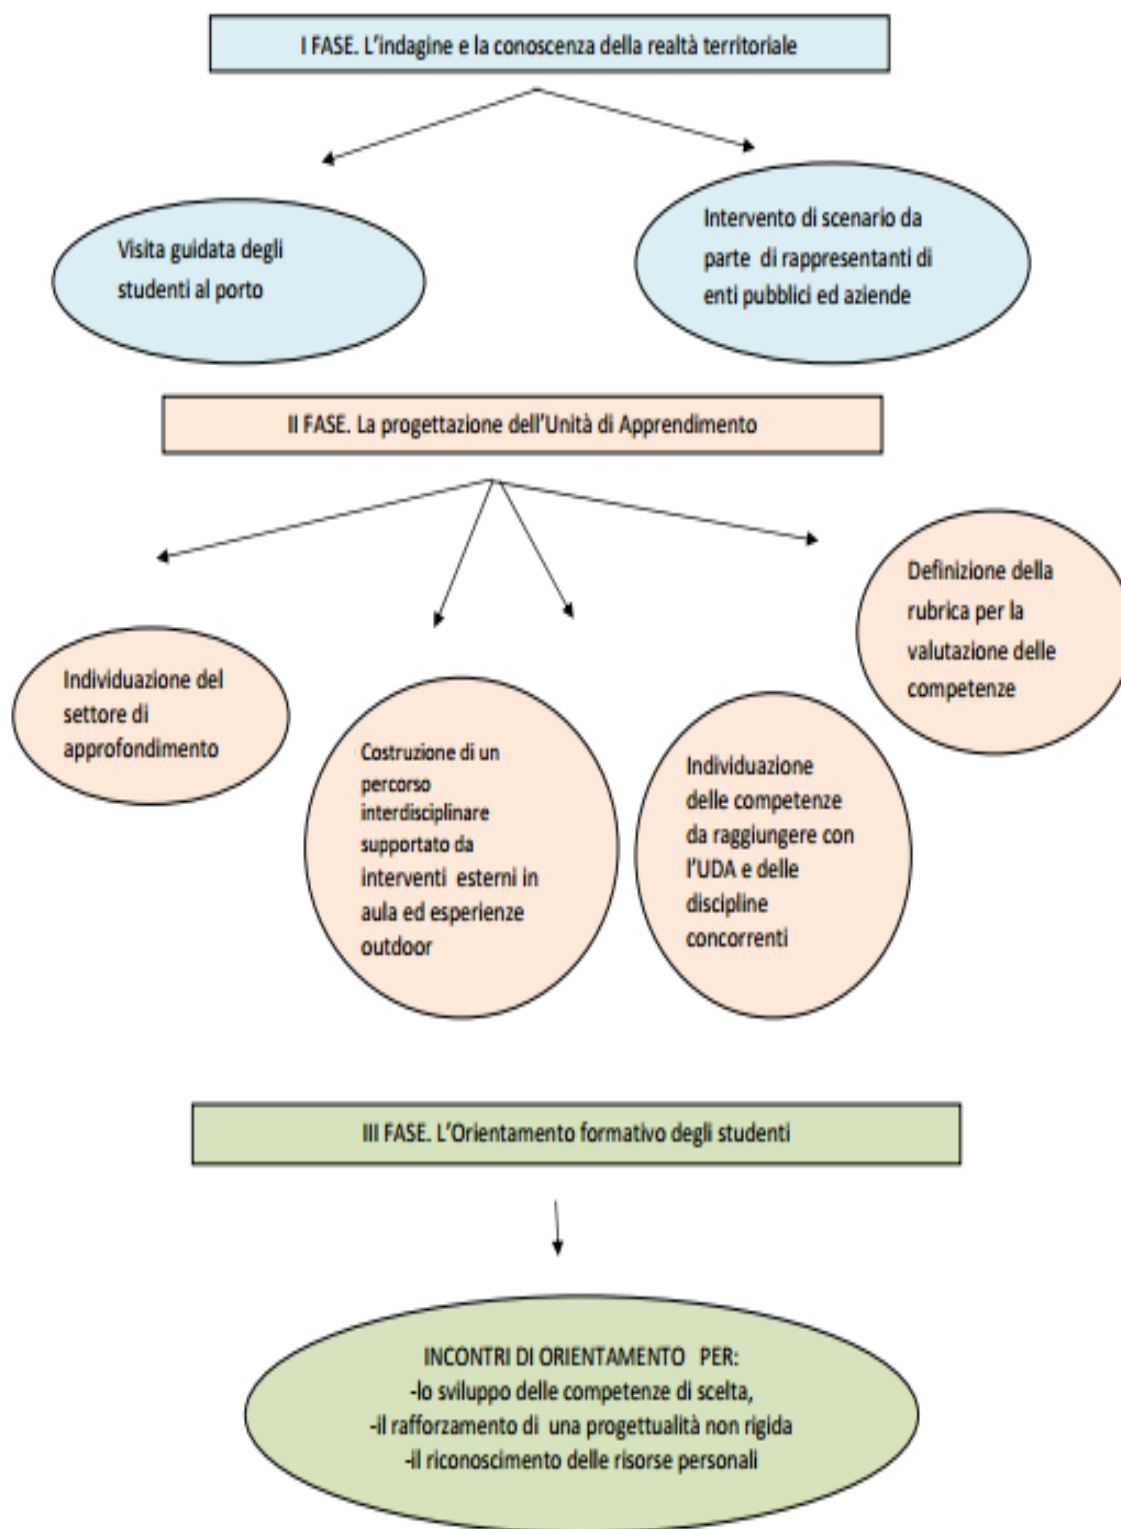 I FASE. L'indagine e la conoscenza della realtà territoriale
Visita guidata degli
studenti al porto
Intervento di scenario da
parte di rappresentanti di
enti pubblici ed aziende
II FASE. La progettazione dell'Unità di Apprendimento
Individuazione del
settore di
approfondimento
Costruzione di un
percorso
interdisciplinare
supportato da
interventi esterni in
aula ed esperienze
outdoor
Individuazione
delle competenze
da raggiungere con
l'UDA e delle
discipline
concorrenti
Definizione della
rubrica per la
valutazione delle
competenze
III FASE. L'Orientamento formativo degli studenti
INCONTRI DI ORIENTAMENTO PER:
-lo sviluppo delle competenze di scelta,
-il rafforzamento di una progettualità non rigida
-il riconoscimento delle risorse personali